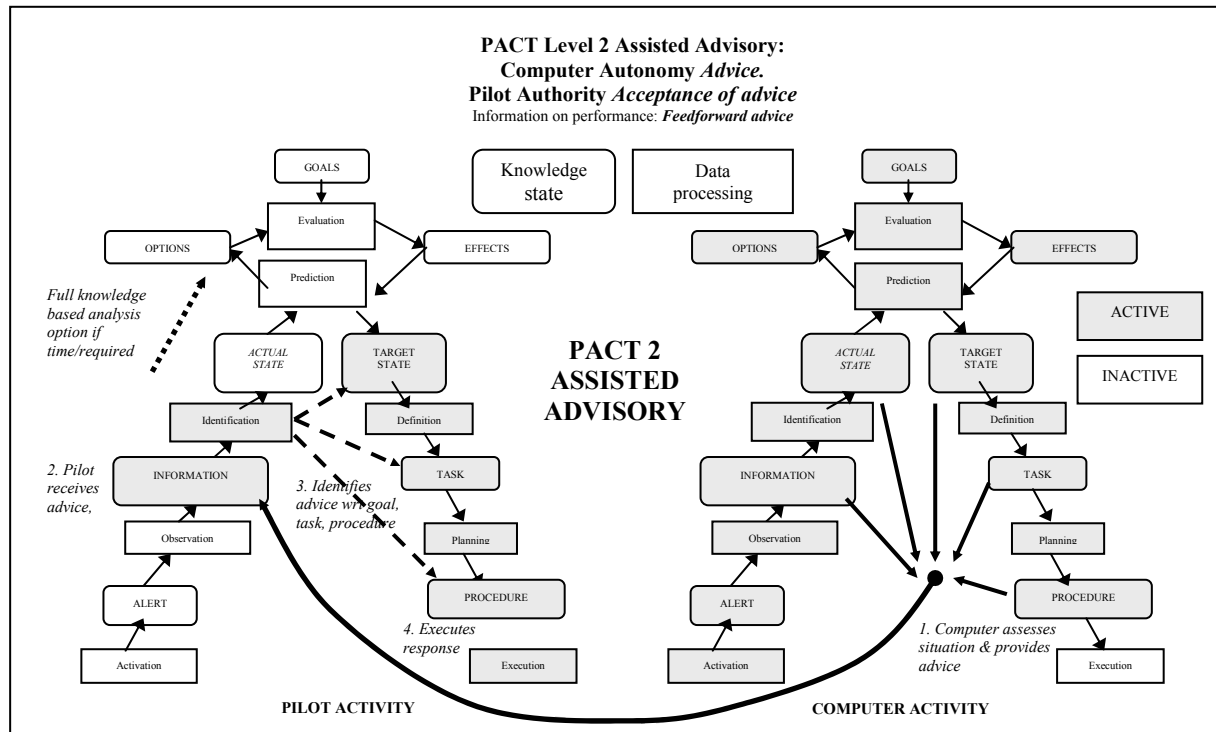 PACT Level 2 Assisted Advisory:
Computer Autonomy Advice.
Pilot Authority Acceptance of advice
Information on performance: Feedforward advice
GOALS
Knowledge
state
Data
processing
GOALS
Evaluation
Evaluation
OPTIONS
EFFECTS
OPTIONS
EFFECTS
Prediction
Prediction
Full knowledge
based analysis
option if
time/required
ACTIVE
INACTIVE
ACTUAL
STATE
TARGET
STATE
PACT 2
ASSISTED
ADVISORY
ACTUAL
STATE
TARGET
STATE
Identification
Definition
Identification
Definition
2. Pilot
receives
advice,
INFORMATION
TASK
INFORMATION
TASK
3. Identifies
advice wrt goal,
task, procedure
Observation
Planning
Observation
Planning
ALERT
PROCEDURE
ALERT
PROCEDURE
4. Executes
response
1. Computer assesses
situation & provides
advice
Activation
Execution
Activation
Execution
PILOT ACTIVITY
COMPUTER ACTIVITY